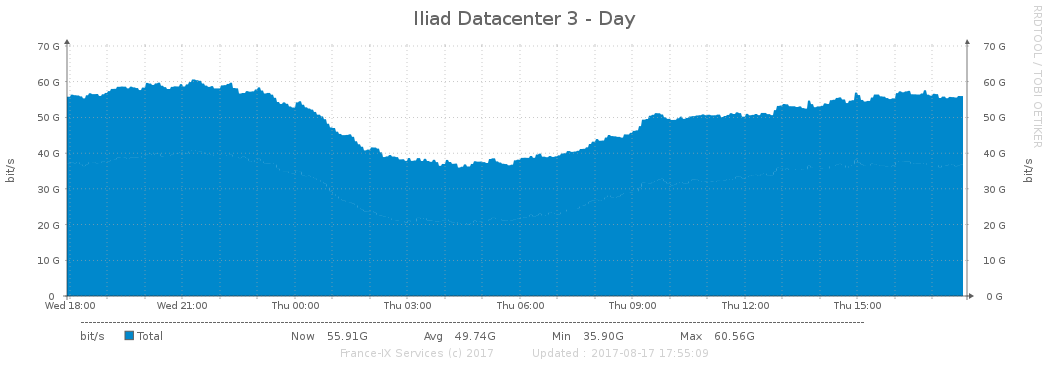 Iliad Datacenter 3 - Day
RRDTOOL / TOBI OETIKER
70 G 70 G
60 G 60 G
50 G 50 G
40 G 40 G
30 G 30 G
20 G 20 G
10 G 10 G
0 0 G
bit/s bit/s
Wed 18:00 Wed 21:00 Thu 00:00 Thu 03:00 Thu 06:00 Thu 09:00 Thu 12:00 Thu 15:00
bit/s Total Now 55.91G Avg 49.74G Min 35.90G Max 60.56G
France-IX Services (c) 2017 Updated : 2017-08-17 17:55:09